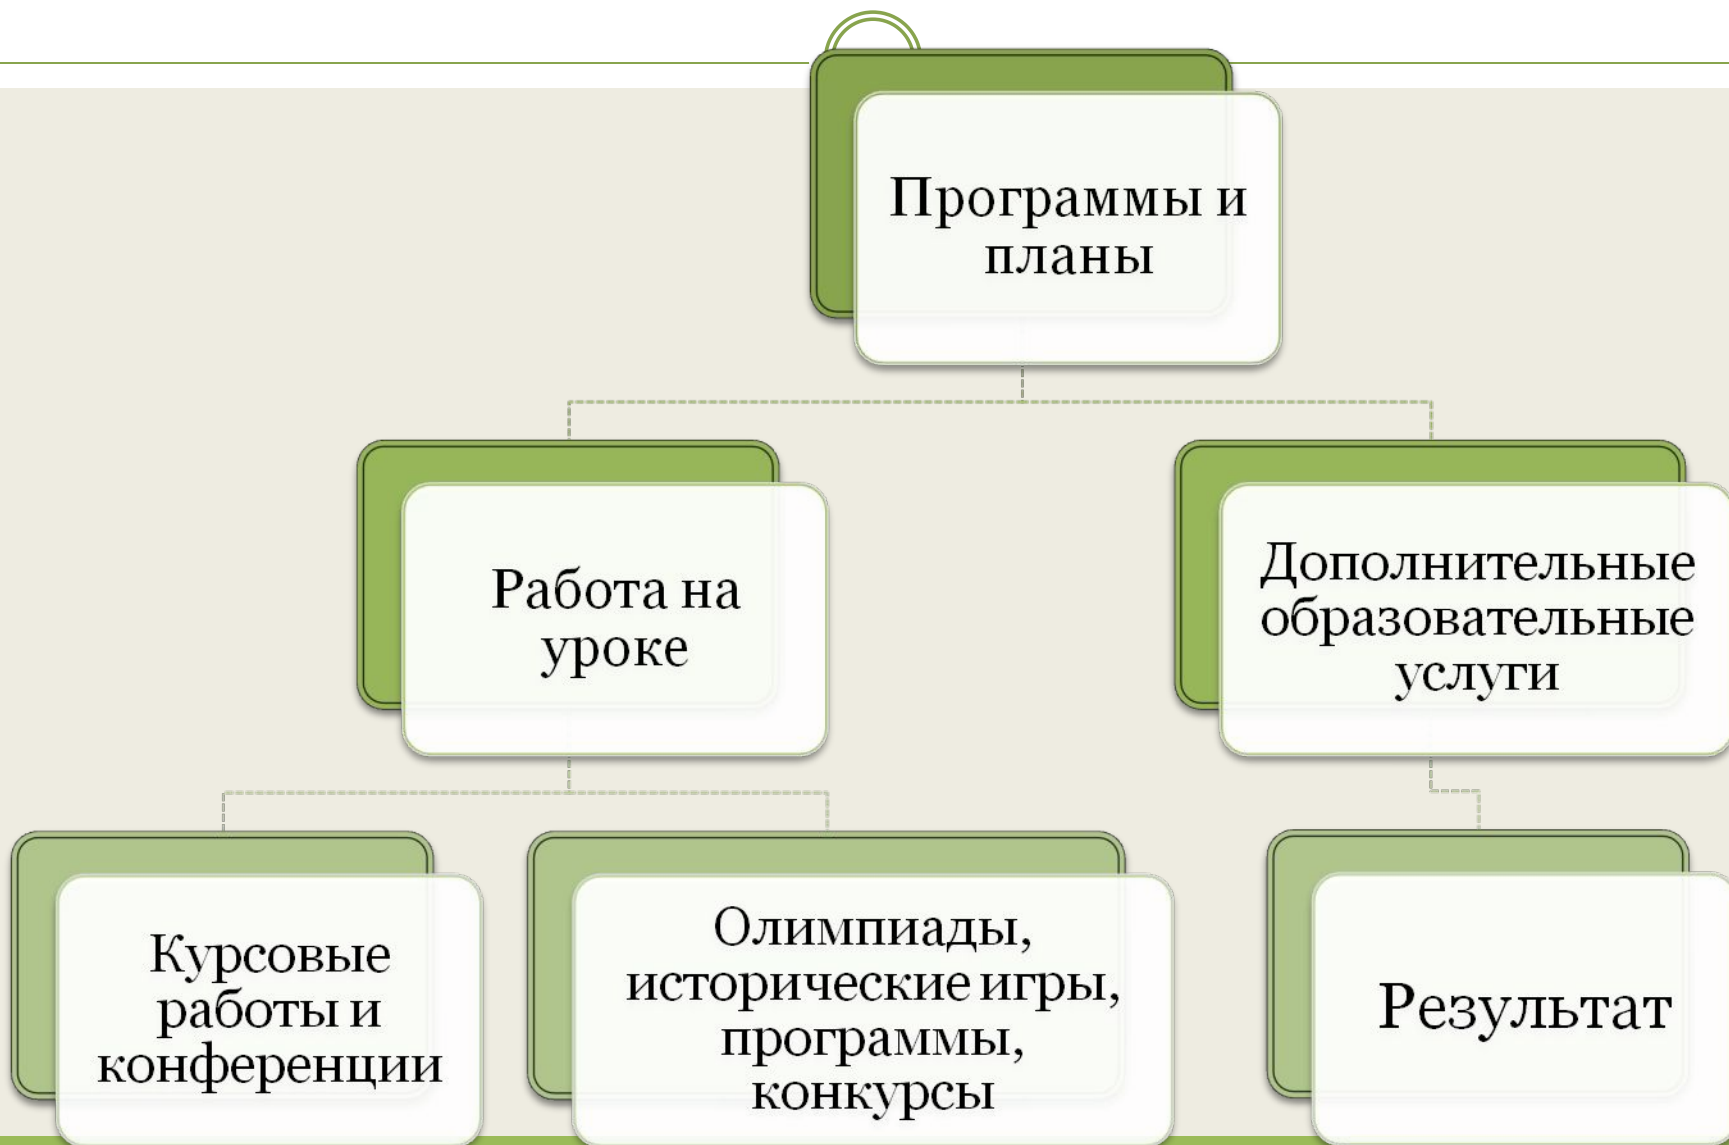 Программы и
планы
Работа на
уроке
Дополнительные
образовательные
услуги
Курсовые
работы и
конференции
Олимпиады,
исторические игры,
программы,
конкурсы
Результат